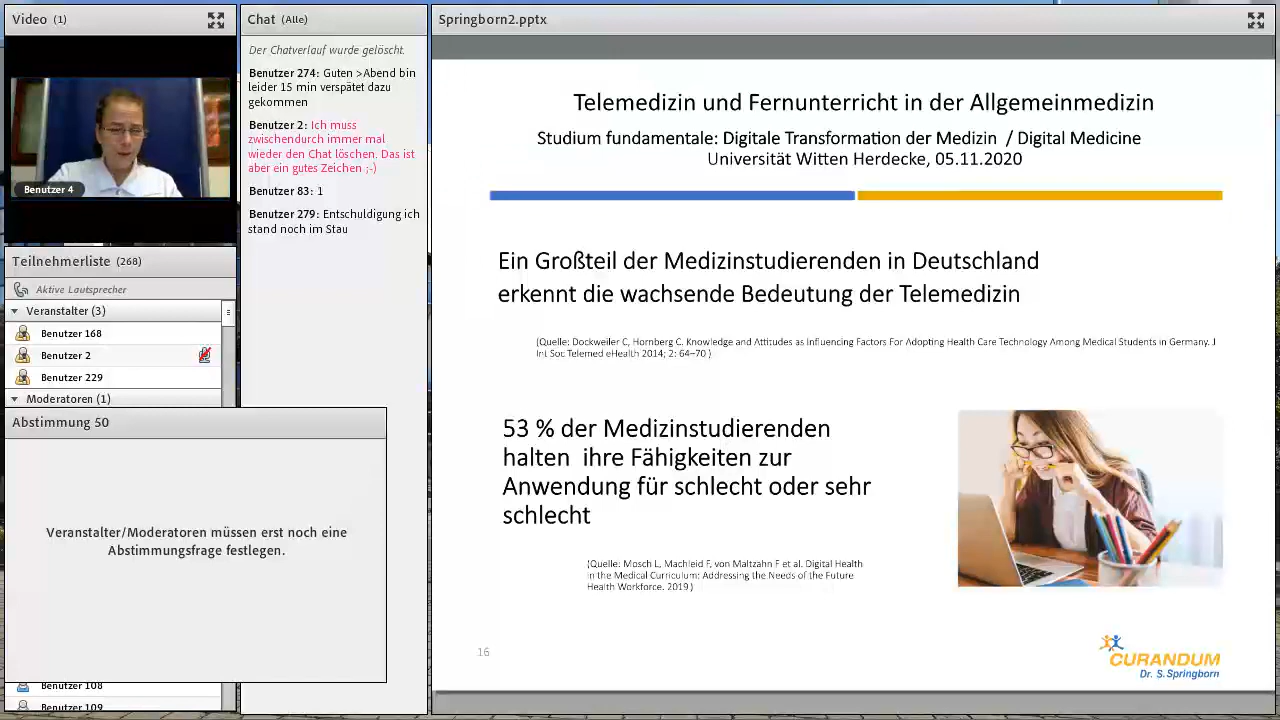 Video (1)
Benutzer 4
Teilnehmerliste (268)
Aktive Lautsprecher
Veranstalter (3)
Benutzer 168
Benutzer 2
Benutzer 229
Moderatoren (1)
Abstimmung 50
Veranstalter/Moderatoren müssen erst noch eine
Abstimmungsfrage festlegen.
Benutzer 108
Benutzer 109
Chat (Alle)
Der Chatverlauf wurde gelöscht.
Benutzer 274: Guten >Abend bin
leider 15 min verspätet dazu
gekommen
Benutzer 2: Ich muss
zwischendurch immer mal
wieder den Chat löschen. Das ist
aber ein gutes Zeichen ;-)
Benutzer 83: 1
Benutzer 279: Entschuldigung ich
stand noch im Stau
Springborn2.pptx
Telemedizin und Fernunterricht in der Allgemeinmedizin
Studium fundamentale: Digitale Transformation der Medizin / Digital Medicine
Universität Witten Herdecke, 05.11.2020
Ein Großteil der Medizinstudierenden in Deutschland
erkennt die wachsende Bedeutung der Telemedizin
(Quelle: Dockweiler C, Hornberg C. Knowledge and Attitudes as Influencing Factors For Adopting Health Care Technology Among Medical Students in Germany. J
Int Soc Telemed eHealth 2014; 2: 64–70 )
53 % der Medizinstudierenden
halten ihre Fähigkeiten zur
Anwendung für schlecht oder sehr
schlecht
(Quelle: Mosch L, Machleid F, von Maltzahn F et al. Digital Health
in the Medical Curriculum: Addressing the Needs of the Future
Health Workforce. 2019 )
16
CURANDUM
Dr. S. Springborn